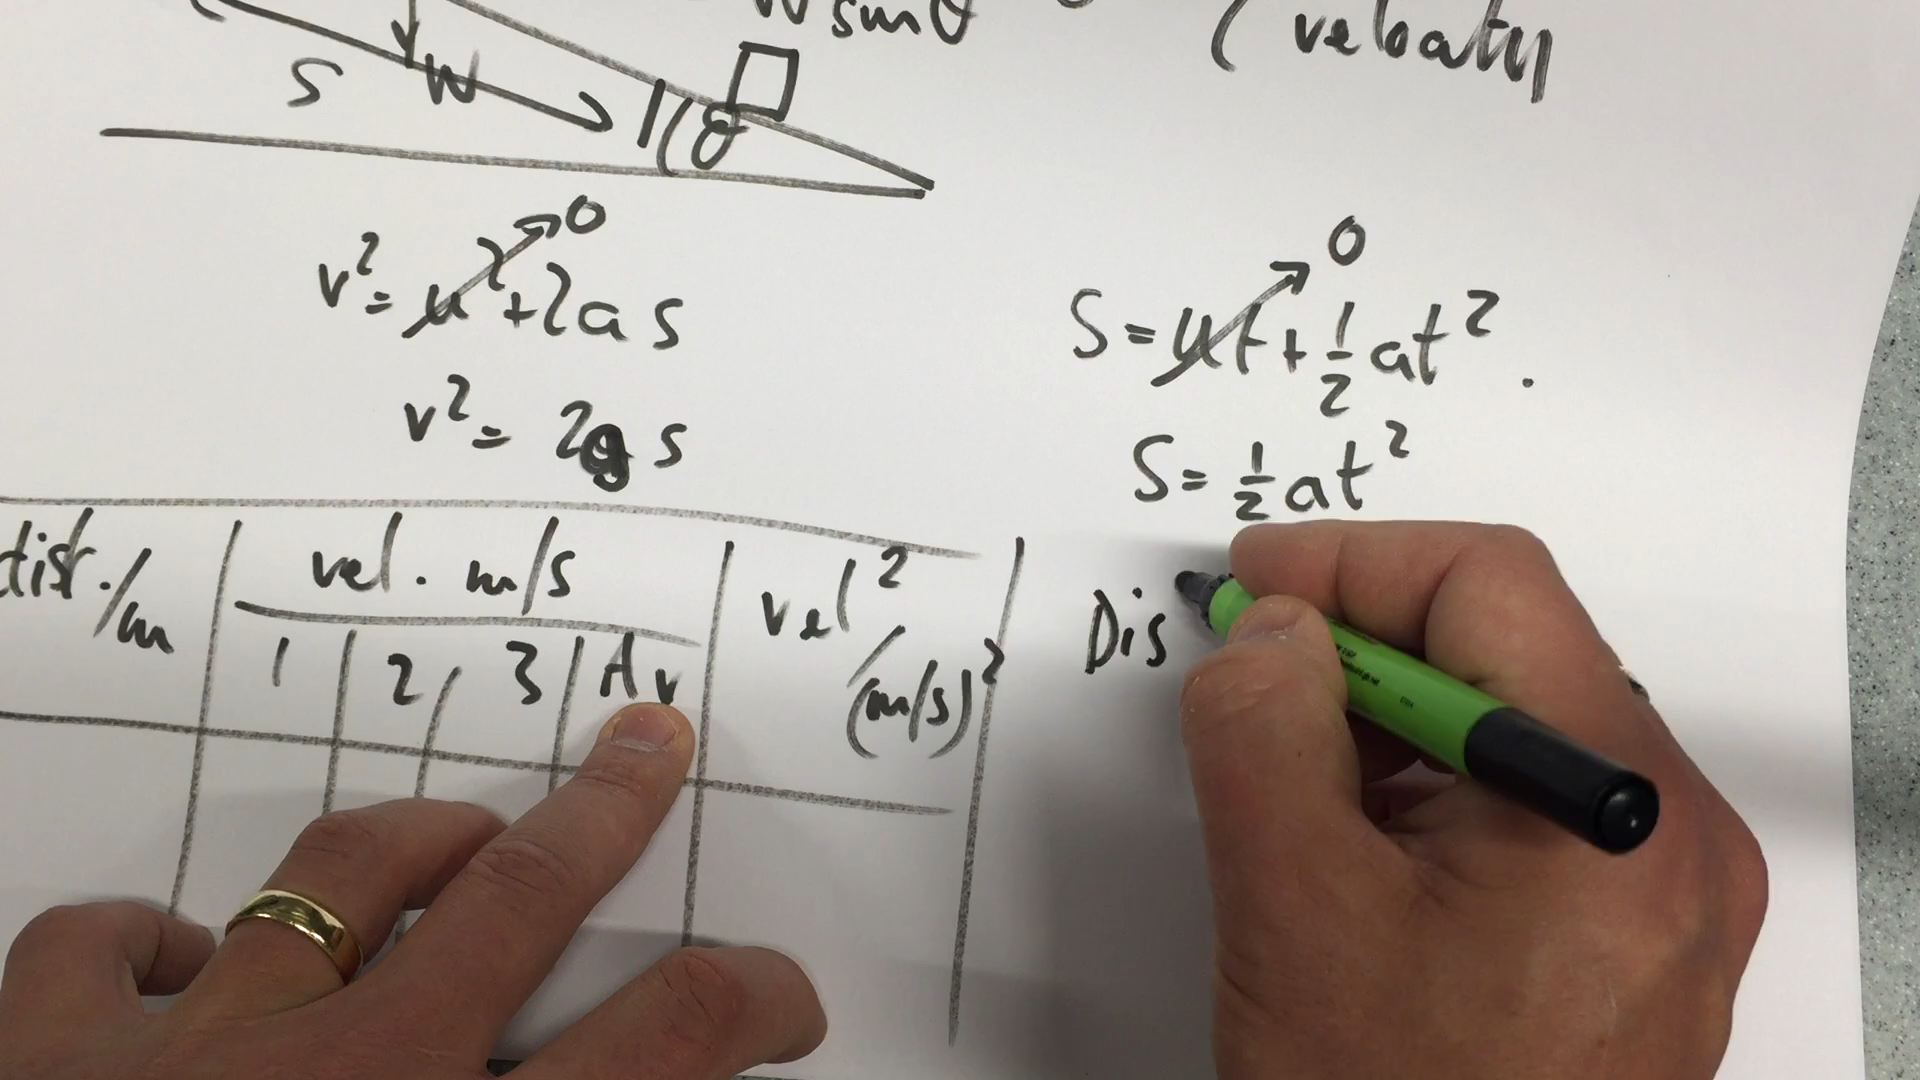 W sinθ
( velocity
S
W
θ
0
v² = u² + 2as
v² = 2gs
0
S = ut + ½at².
S = ½at²
dist./m
vel. m/s
1 2 3 Av
vel²/(m/s)²
Dis